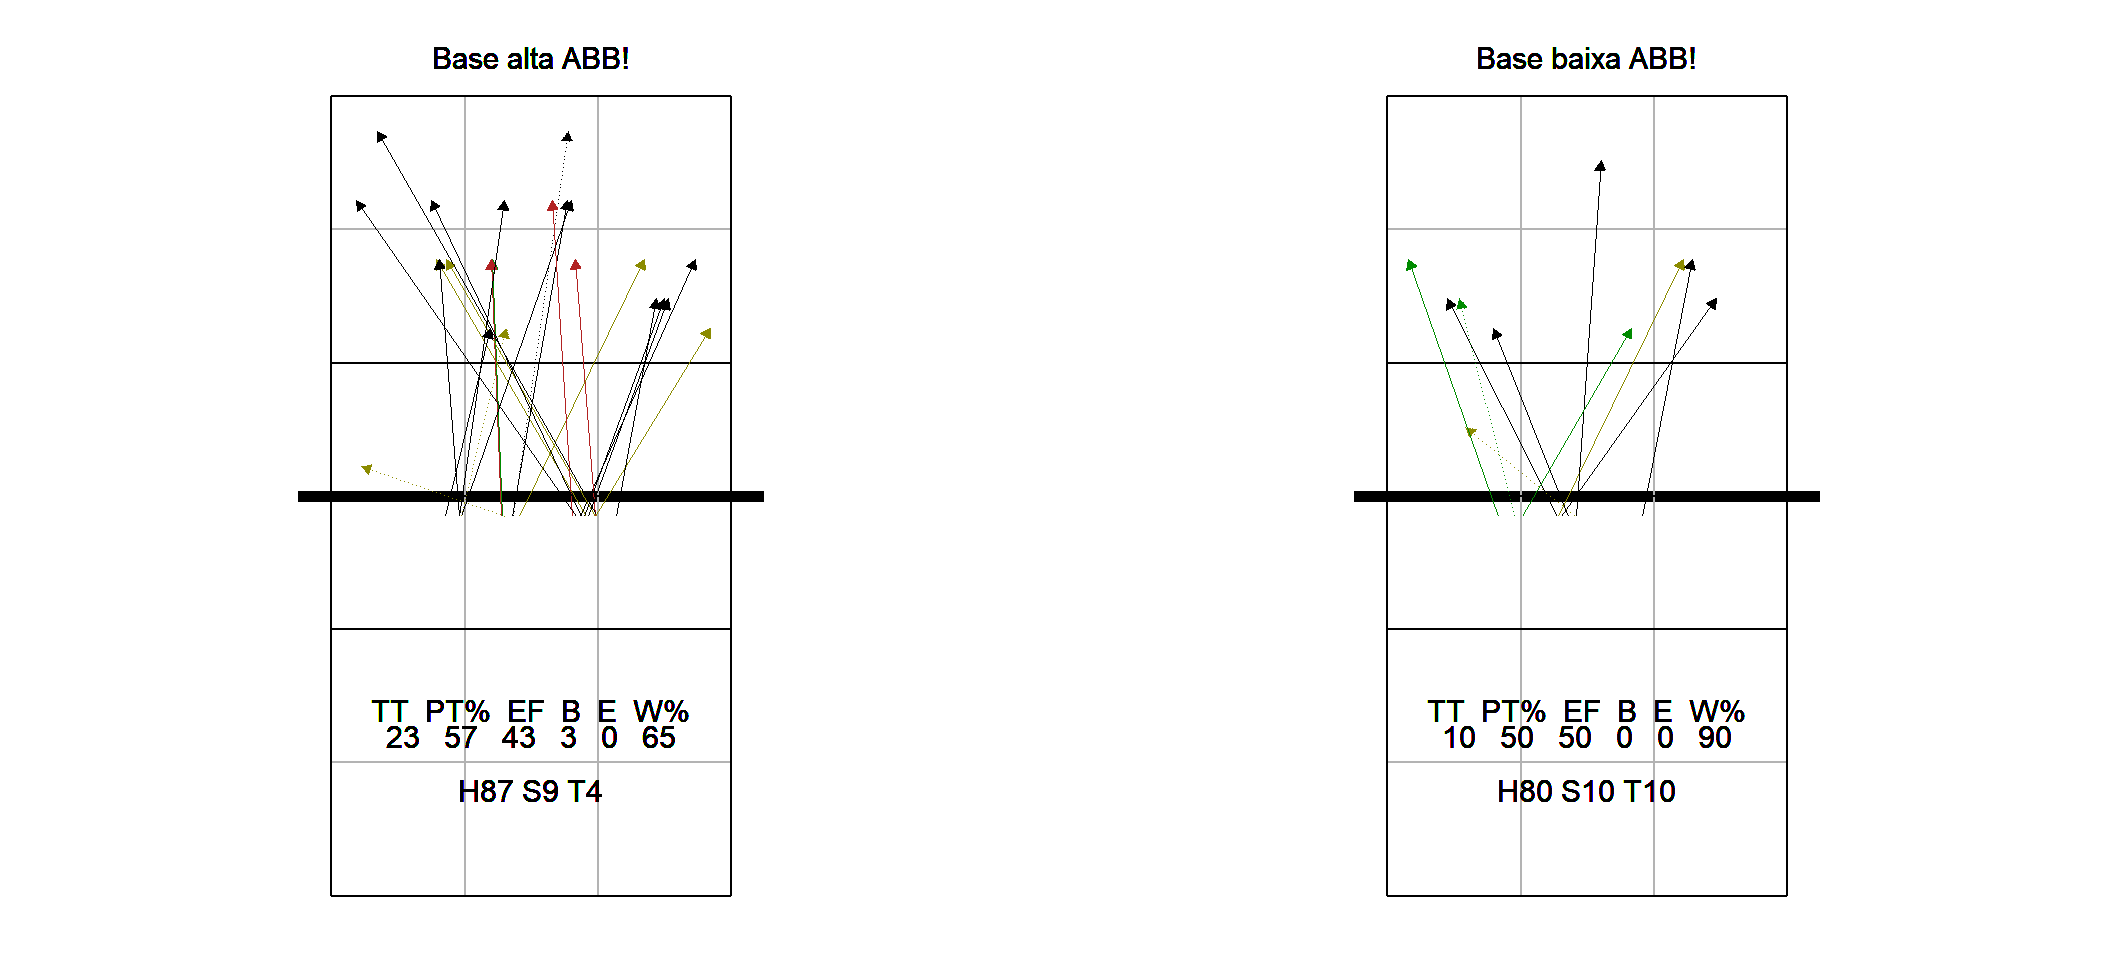 Base alta ABB!
TT PT% EF B E W%
23 57 43 3 0 65
H87 S9 T4
Base baixa ABB!
TT PT% EF B E W%
10 50 50 0 0 90
H80 S10 T10